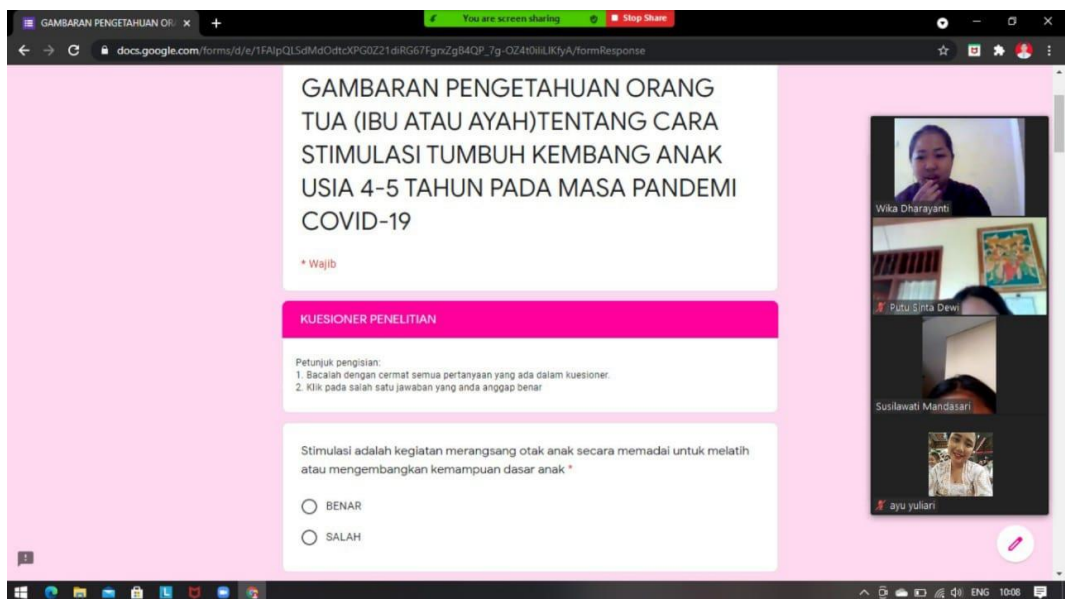 GAMBARAN PENGETAHUAN OR
You are screen sharing
Stop Share
docs.google.com/forms/d/e/
/formResponse
GAMBARAN PENGETAHUAN ORANG
TUA (IBU ATAU AYAH)TENTANG CARA
STIMULASI TUMBUH KEMBANG ANAK
USIA 4-5 TAHUN PADA MASA PANDEMI
COVID-19
* Wajib
KUESIONER PENELITIAN
Petunjuk pengisian:
1. Bacalah dengan cermat semua pertanyaan yang ada dalam kuesioner.
2. Klik pada salah satu jawaban yang anda anggap benar
Stimulasi adalah kegiatan merangsang otak anak secara memadai untuk melatih
atau mengembangkan kemampuan dasar anak *
BENAR
SALAH
Wika Dharayanti
Putu Sinta Dewi
Susilawati Mandasari
ayu yuliari
ENG 10:08